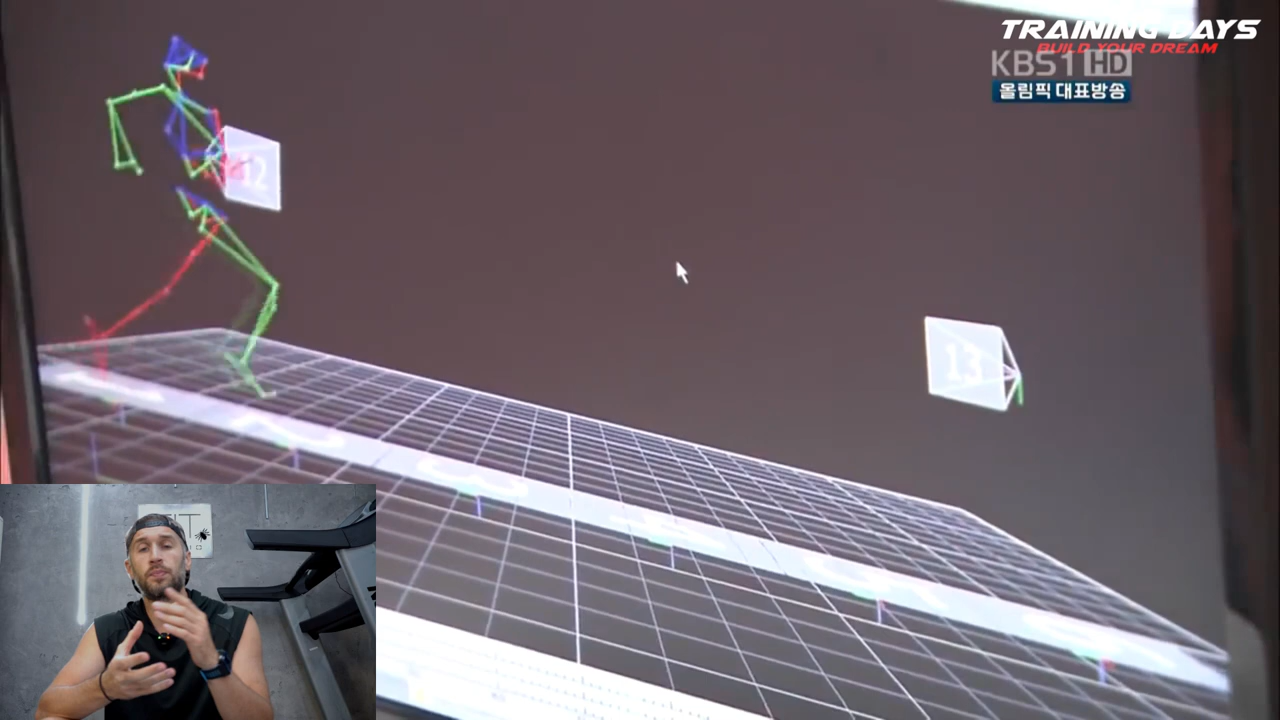 TRAINING DAYS
BUILD YOUR DREAM
KBS1 HD
올림픽 대표방송
12
13